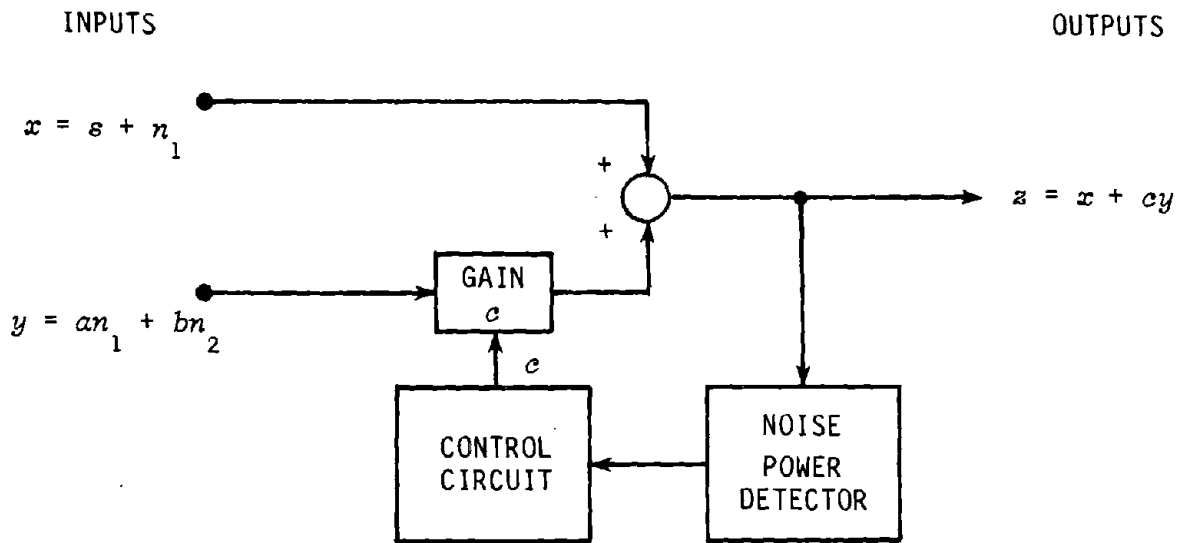 INPUTS
OUTPUTS
x = s + n₁
+
+
z = x + cy
GAIN
c
y = an₁ + bn₂
c
CONTROL
CIRCUIT
NOISE
POWER
DETECTOR